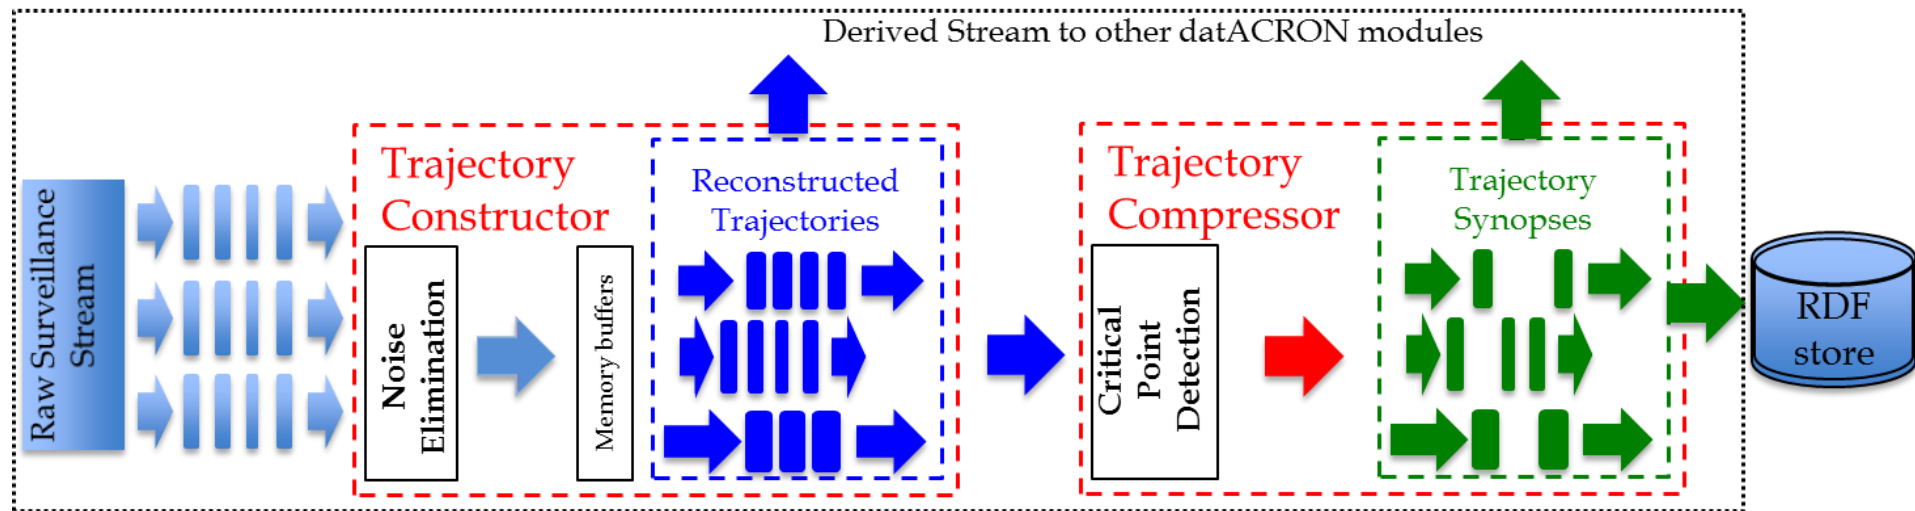 Derived Stream to other datACRON modules
Raw Surveillance
Stream
Trajectory
Constructor
Noise
Elimination
Memory buffers
Reconstructed
Trajectories
Trajectory
Compressor
Critical
Point
Detection
Trajectory
Synopses
RDF
store